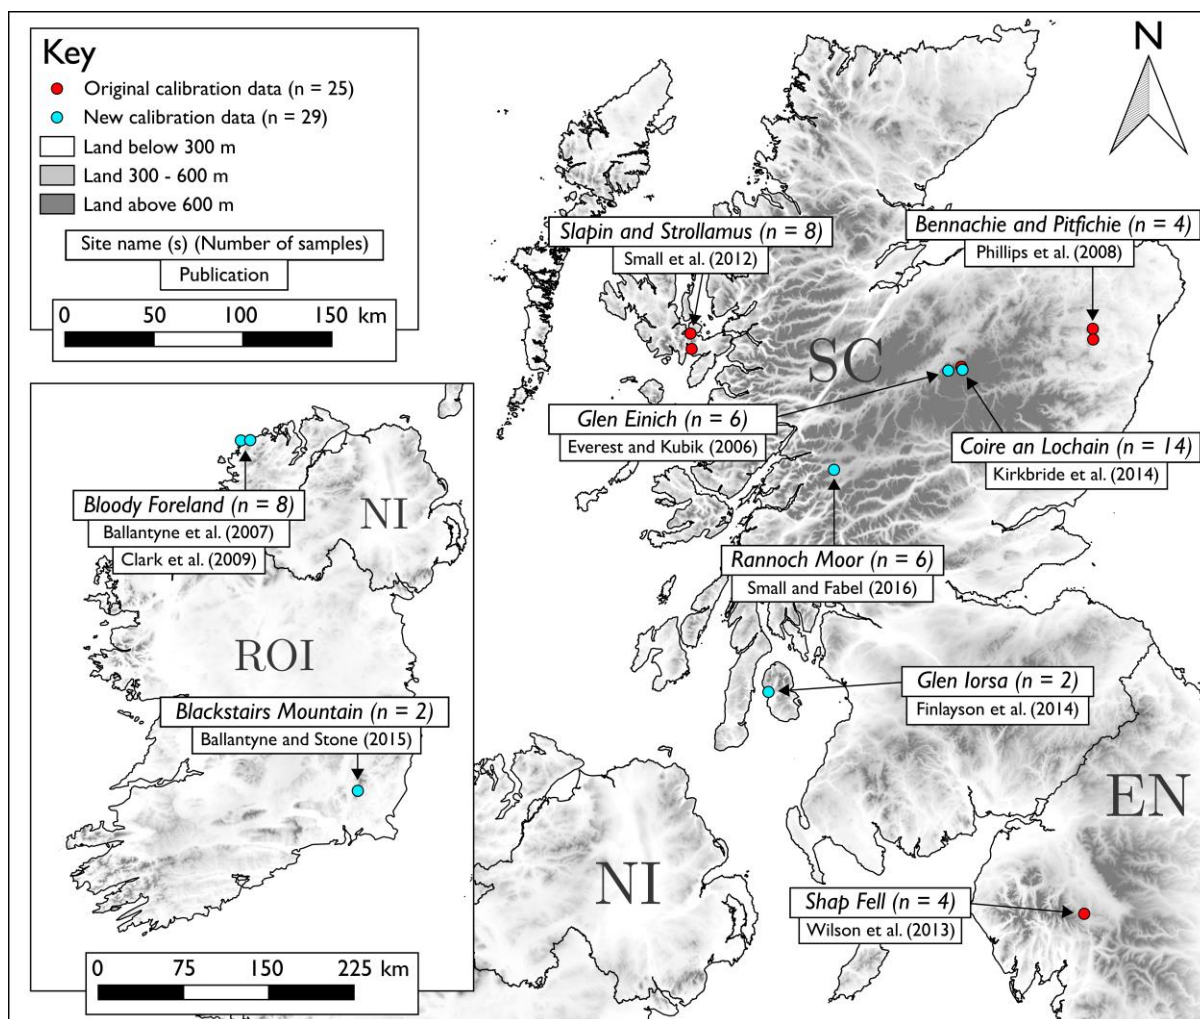 Key
Original calibration data (n = 25)
New calibration data (n = 29)
Land below 300 m
Land 300 - 600 m
Land above 600 m
Site name (s) (Number of samples)
Publication
0 50 100 150 km
N
Slapin and Strollamus (n = 8)
Small et al. (2012)
Bennachie and Pitfichie (n = 4)
Phillips et al. (2008)
SC
Glen Einich (n = 6)
Everest and Kubik (2006)
Coire an Lochain (n = 14)
Kirkbride et al. (2014)
Rannoch Moor (n = 6)
Small and Fabel (2016)
Glen Iorsa (n = 2)
Finlayson et al. (2014)
EN
NI
Shap Fell (n = 4)
Wilson et al. (2013)
Bloody Foreland (n = 8)
Ballantyne et al. (2007)
Clark et al. (2009)
NI
ROI
Blackstairs Mountain (n = 2)
Ballantyne and Stone (2015)
0 75 150 225 km